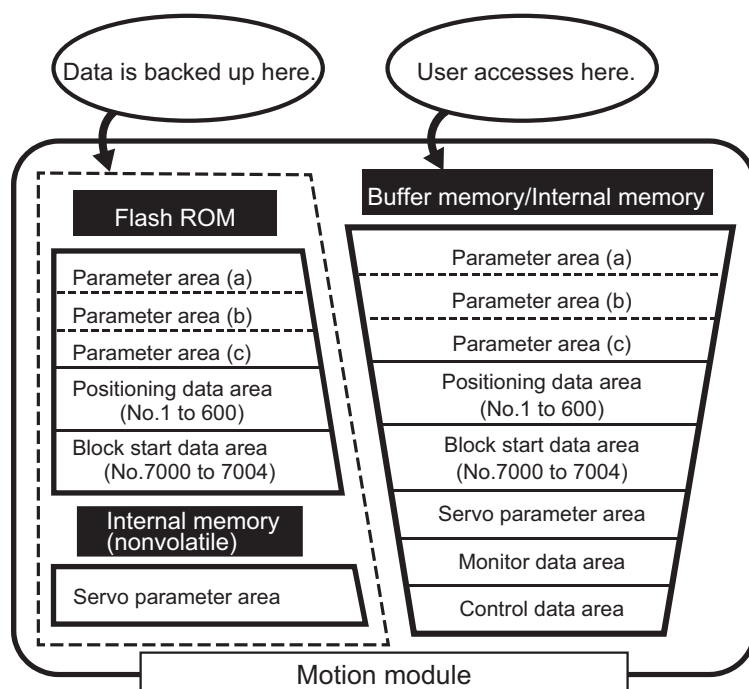 Data is backed up here.
User accesses here.
Flash ROM
Parameter area (a)
Parameter area (b)
Parameter area (c)
Positioning data area
(No.1 to 600)
Block start data area
(No.7000 to 7004)
Internal memory
(nonvolatile)
Servo parameter area
Buffer memory/Internal memory
Parameter area (a)
Parameter area (b)
Parameter area (c)
Positioning data area
(No.1 to 600)
Block start data area
(No.7000 to 7004)
Servo parameter area
Monitor data area
Control data area
Motion module